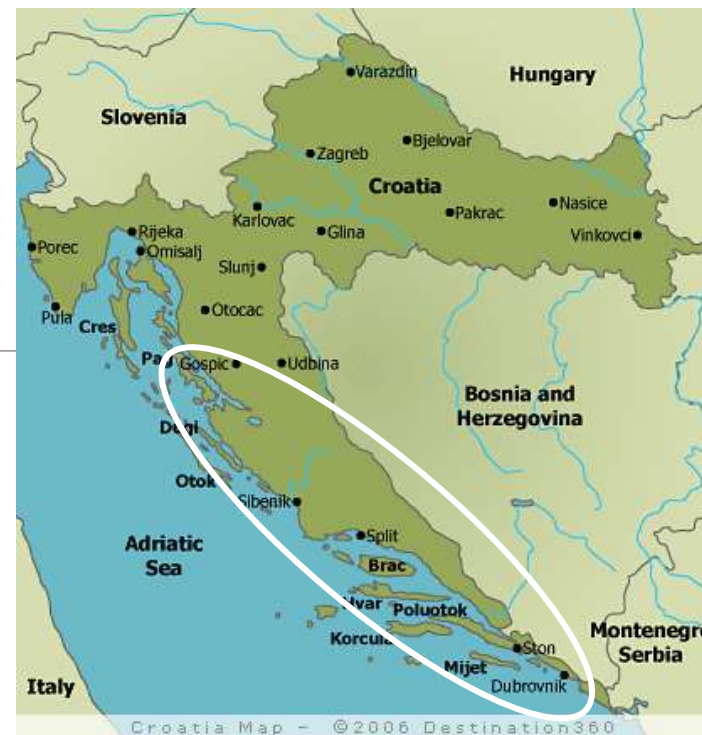 Varazdin
Hungary
Slovenia
Bjelovar
Zagreb
Croatia
Karlovac
Nasice
Pakrac
Rijeka
Glina
Vinkovci
Porec
Omisalj
Slunj
Otocac
Pula
Cres
Pag
Gospic
Udbina
Bosnia and
Herzegovina
Dugi
Otok
Sibenik
Split
Adriatic
Sea
Brac
Hvar
Poluotok
Korcula
Montenegro
Ston
Serbia
Mljet
Italy
Dubrovnik
Croatia Map - ©2006 Destination360